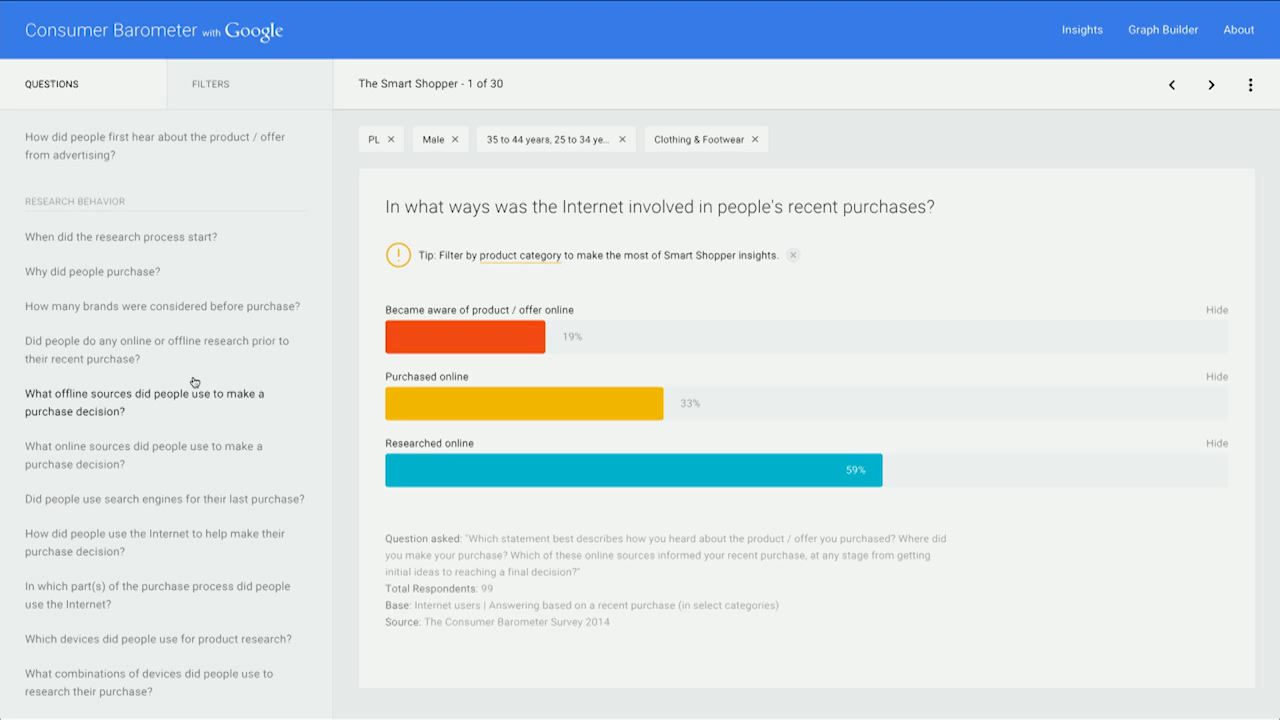 Consumer Barometer with Google
Insights
Graph Builder
About
QUESTIONS
FILTERS
The Smart Shopper - 1 of 30
How did people first hear about the product / offer
from advertising?
RESEARCH BEHAVIOR
When did the research process start?
Why did people purchase?
How many brands were considered before purchase?
Did people do any online or offline research prior to
their recent purchase?
What offline sources did people use to make a
purchase decision?
What online sources did people use to make a
purchase decision?
Did people use search engines for their last purchase?
How did people use the Internet to help make their
purchase decision?
In which part(s) of the purchase process did people
use the Internet?
Which devices did people use for product research?
What combinations of devices did people use to
research their purchase?
PL ×
Male ×
35 to 44 years, 25 to 34 ye... ×
Clothing & Footwear ×
In what ways was the Internet involved in people's recent purchases?
Tip: Filter by product category to make the most of Smart Shopper insights. ×
Became aware of product / offer online
Hide
19%
Purchased online
Hide
33%
Researched online
Hide
59%
Question asked: "Which statement best describes how you heard about the product / offer you purchased? Where did
you make your purchase? Which of these online sources informed your recent purchase, at any stage from getting
initial ideas to reaching a final decision?"
Total Respondents: 99
Base: Internet users | Answering based on a recent purchase (in select categories)
Source: The Consumer Barometer Survey 2014